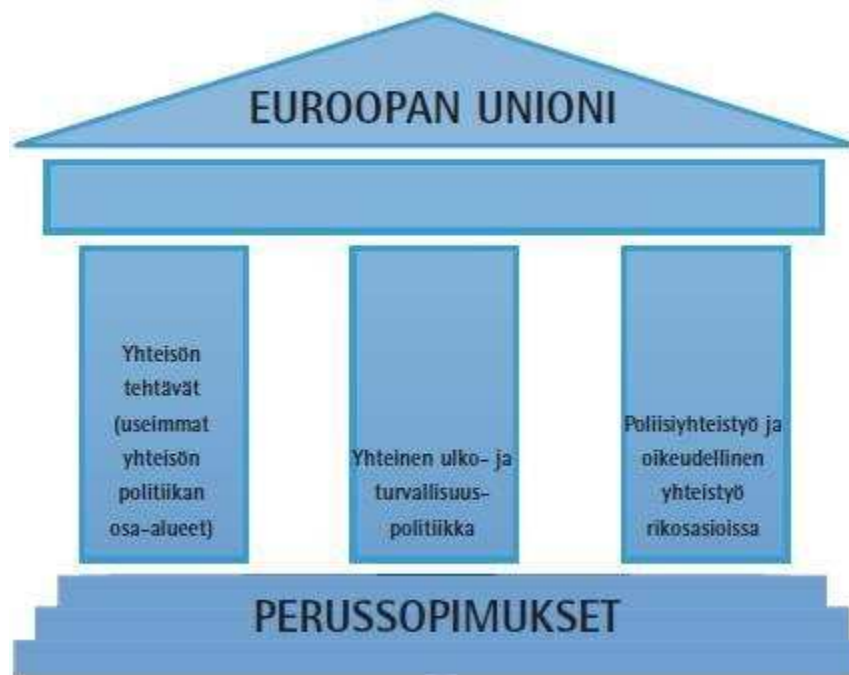 EUROOPAN UNIONI
Yhteisön
tehtävät
(useimmat
yhteisön
politiikan
osa-alueet)
Yhteinen ulko- ja
turvallisuus-
politiikka
Poliisiyhteistyö ja
oikeudellinen
yhteistyö
rikosasioissa
PERUSSOPIMUKSET